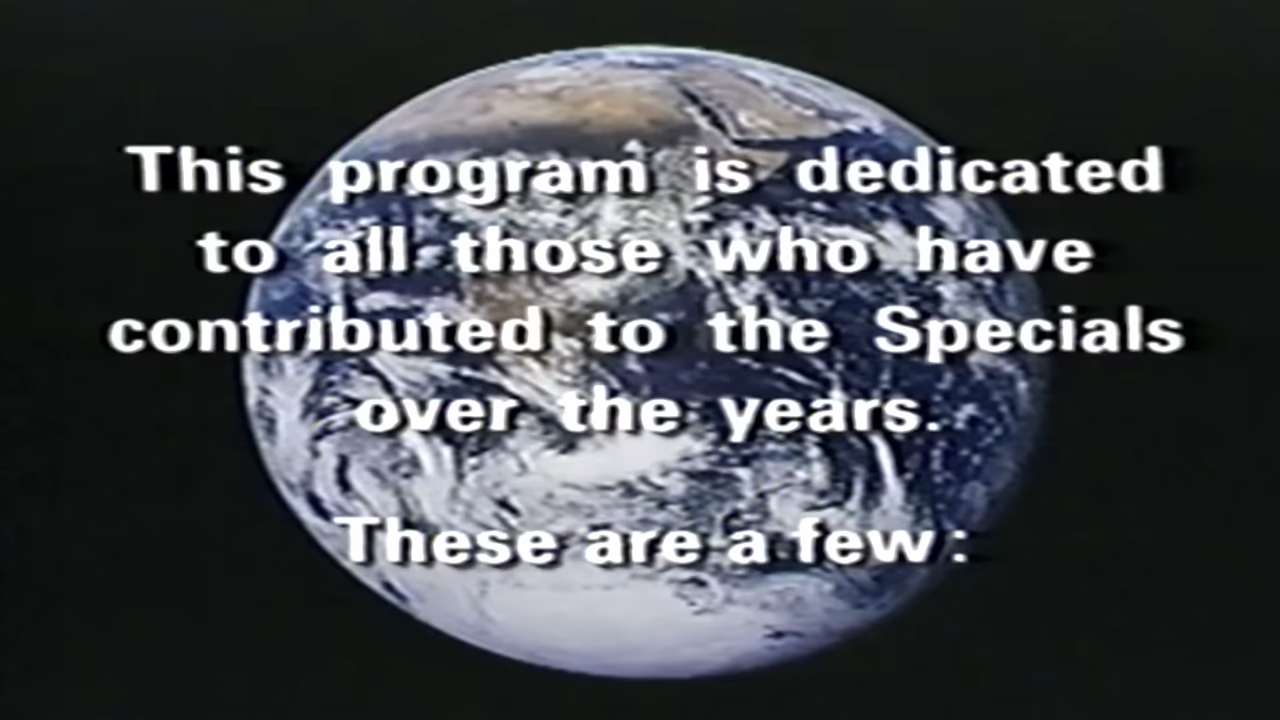 This program is dedicated
to all those who have
contributed to the Specials
over the years.
These are a few: